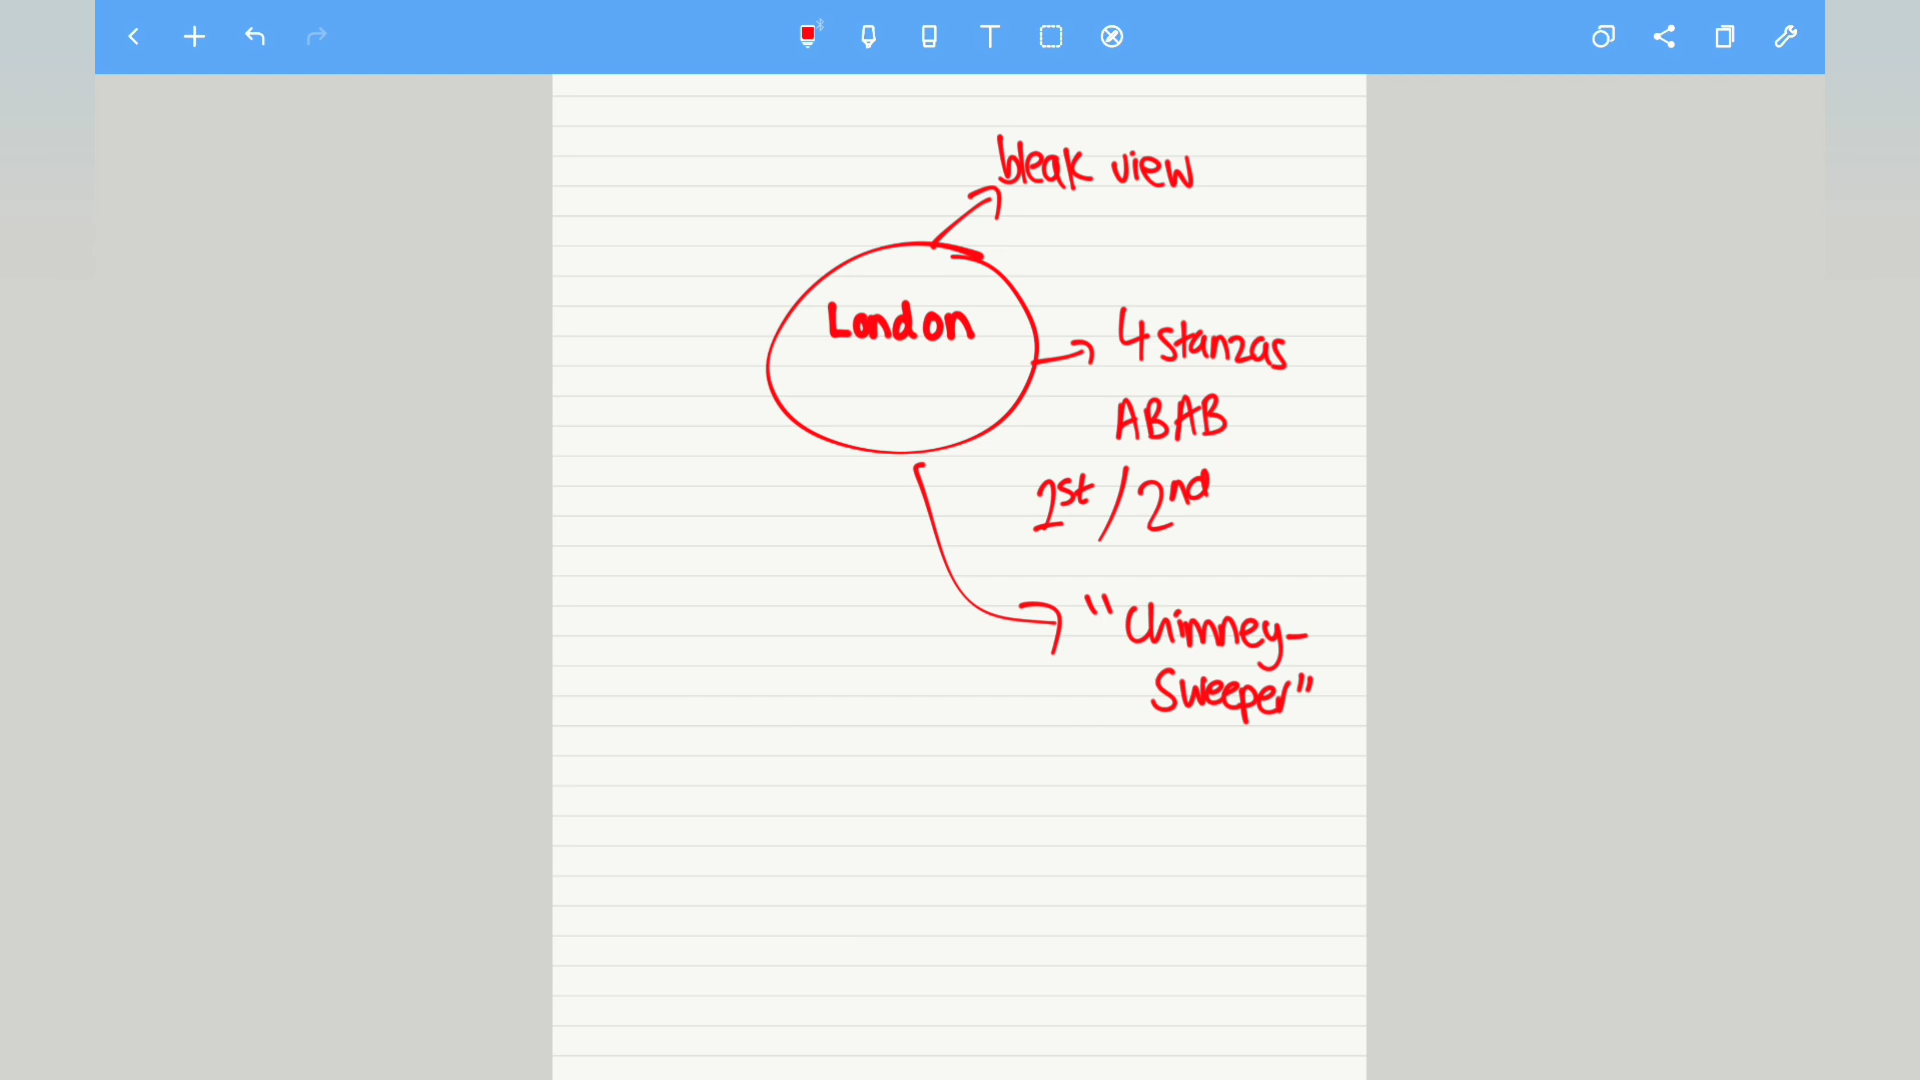 bleak view
London
4 stanzas
ABAB
1st / 2nd
"Chimney-
Sweeper"